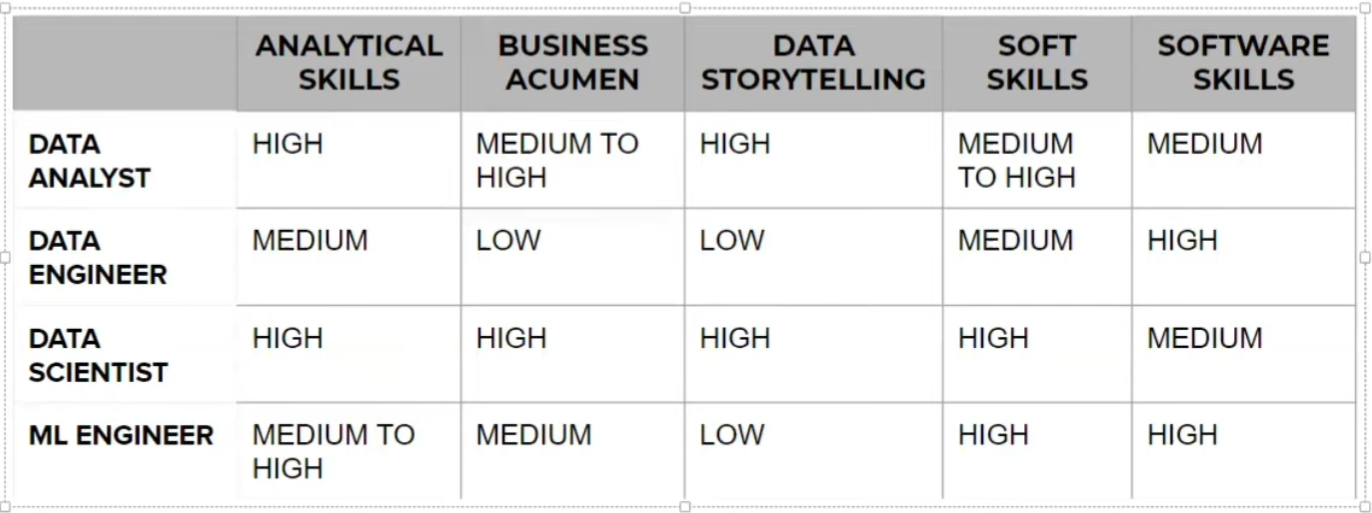 ANALYTICAL SKILLS BUSINESS ACUMEN DATA STORYTELLING SOFT SKILLS SOFTWARE SKILLS
DATA ANALYST HIGH MEDIUM TO HIGH HIGH MEDIUM TO HIGH MEDIUM
DATA ENGINEER MEDIUM LOW LOW MEDIUM HIGH
DATA SCIENTIST HIGH HIGH HIGH HIGH MEDIUM
ML ENGINEER MEDIUM TO HIGH MEDIUM LOW HIGH HIGH